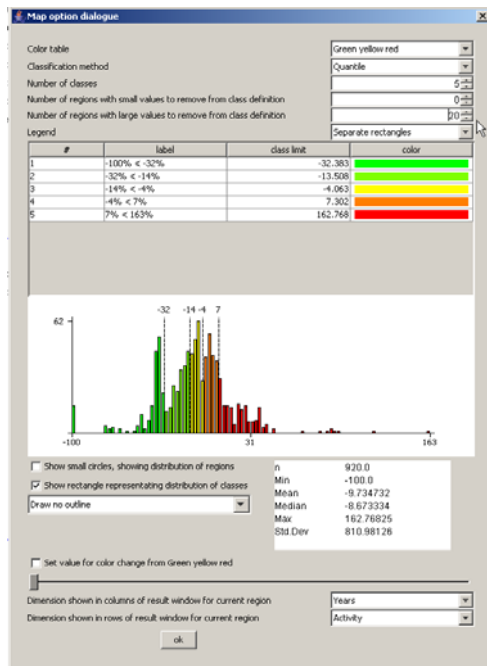 Map option dialogue
Color table Green yellow red
Classification method Quantile
Number of classes 5
Number of regions with small values to remove from class definition 0
Number of regions with large values to remove from class definition 20
Legend Separate rectangles
# label class limit color
1 -100% < -32% -32.383
2 -32% < -14% -13.508
3 -14% < -4% -4.063
4 -4% < 7% 7.302
5 7% < 163% 162.768
-32 -14 -4 7
62
-100 31 163
Show small circles, showing distribution of regions
Show rectangle representating distribution of classes
Draw no outline
n 920.0
Min -100.0
Mean -9.734732
Median -8.673334
Max 162.76825
Std.Dev 810.98126
Set value for color change from Green yellow red
Dimension shown in columns of result window for current region Years
Dimension shown in rows of result window for current region Activity
ok